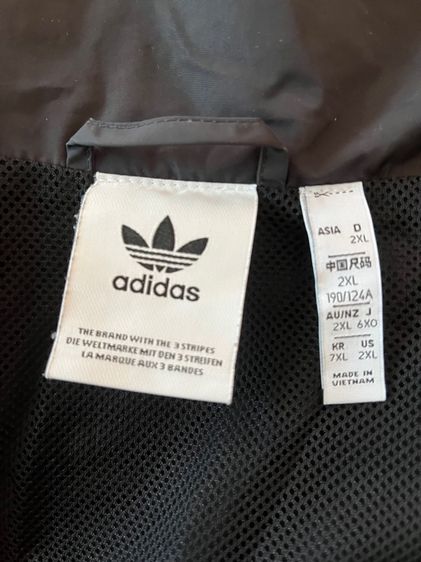 adidas
THE BRAND WITH THE 3 STRIPES
DIE WELTMARKE MIT DEN 3 STREIFEN
LA MARQUE AUX 3 BANDES
ASIA D
2XL
中国尺码
2XL
190/124A
AU/NZ J
2XL 6XO
KR US
7XL 2XL
MADE IN
VIETNAM